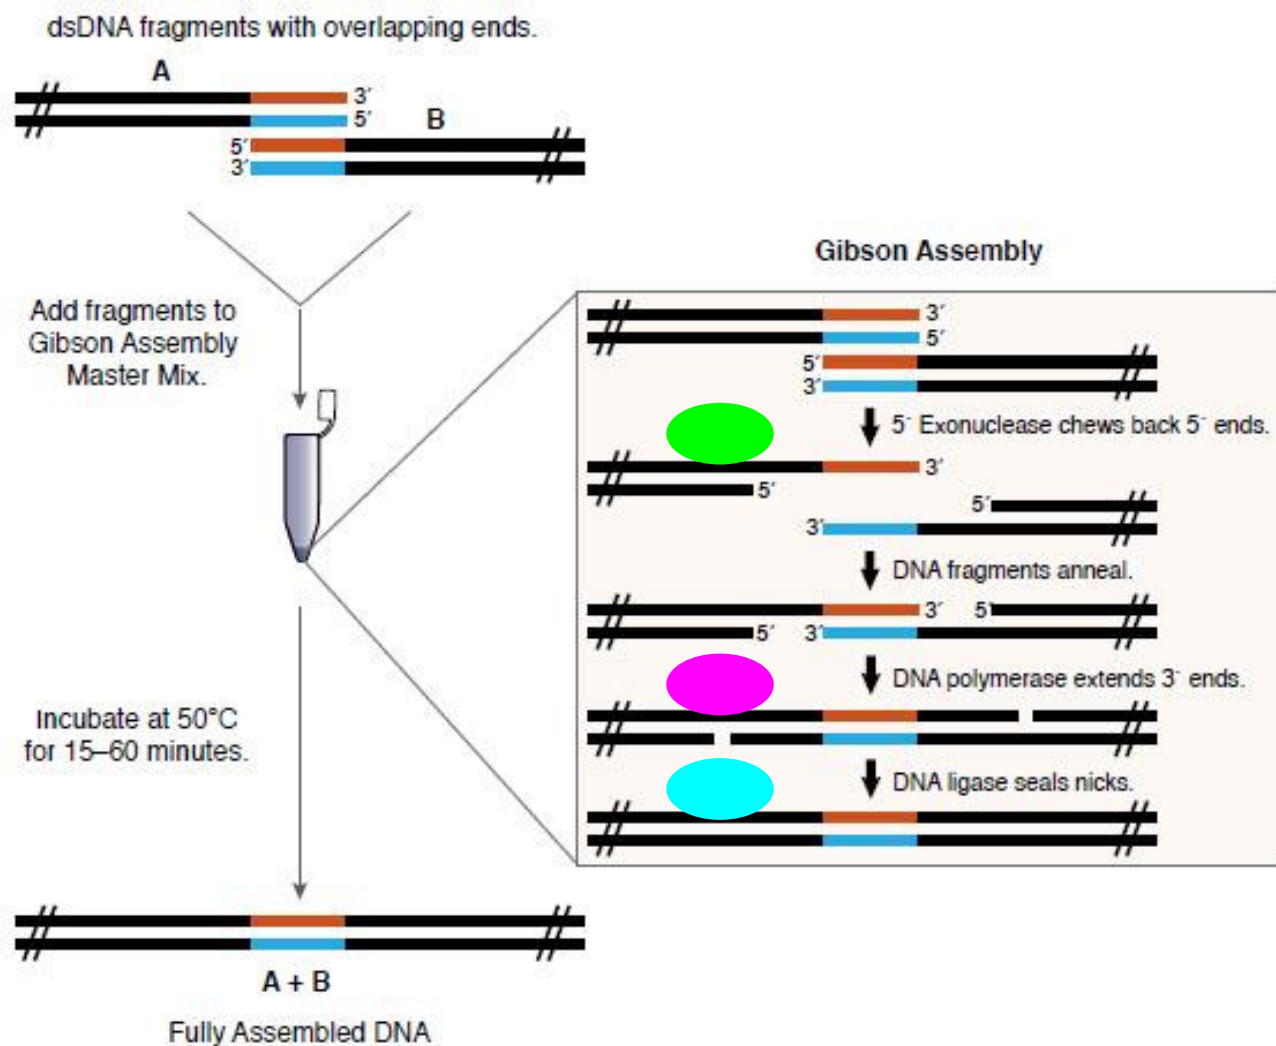 dsDNA fragments with overlapping ends.
A
3′
5′
B
5′
3′
Add fragments to
Gibson Assembly
Master Mix.
Incubate at 50°C
for 15–60 minutes.
A + B
Fully Assembled DNA
Gibson Assembly
3′
5′
5′
3′
5′ Exonuclease chews back 5′ ends.
3′
5′
5′
3′
DNA fragments anneal.
3′ 5′
5′ 3′
DNA polymerase extends 3′ ends.
DNA ligase seals nicks.